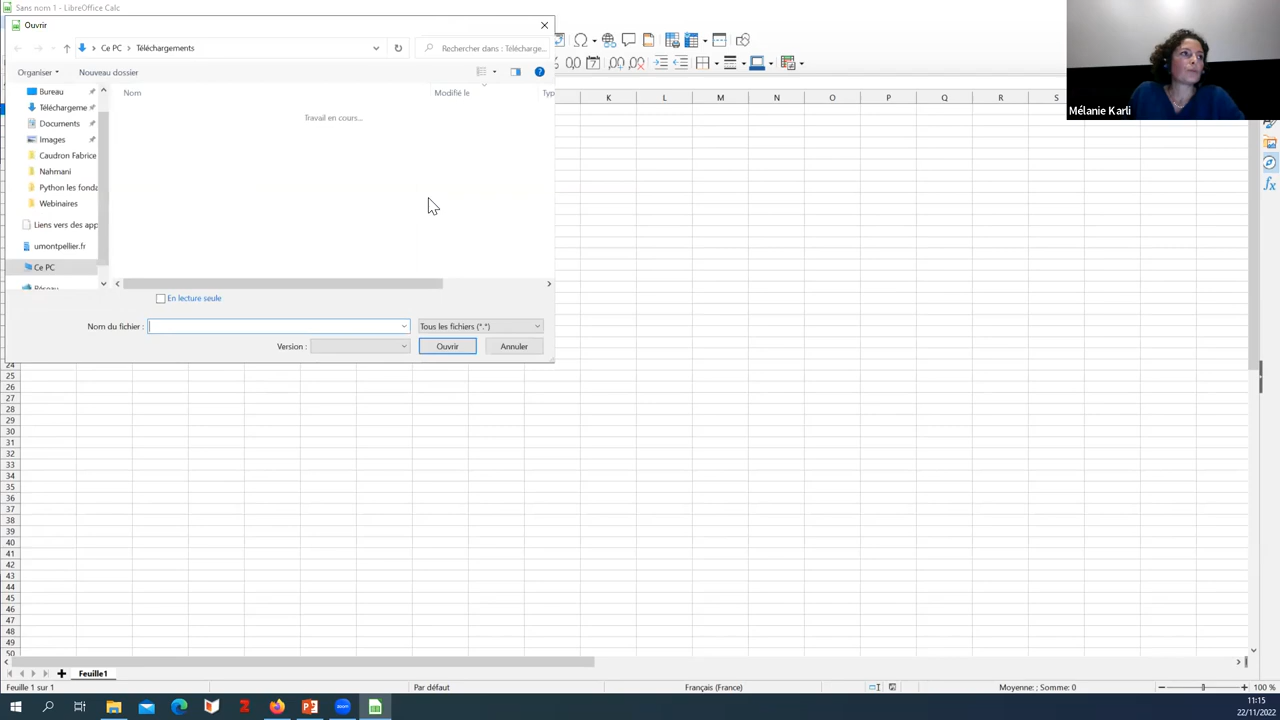 Sans nom 1 - LibreOffice Calc
Ouvrir
Ce PC
Téléchargements
Rechercher dans : Télécharge...
Organiser
Nouveau dossier
Bureau
Téléchargeme
Documents
Images
Caudron Fabrice
Nahmani
Python les fonda
Webinaires
Liens vers des app
umontpellier.fr
Ce PC
Réseau
Nom
Modifié le
Typ
Travail en cours...
En lecture seule
Nom du fichier :
Tous les fichiers (*.*)
Version :
Ouvrir
Annuler
Mélanie Karli
K L M N O P Q R S
24
25
26
27
28
29
30
31
32
33
34
35
36
37
38
39
40
41
42
43
44
45
46
47
48
49
50
Feuille1
Feuille 1 sur 1
Par défaut
Français (France)
Moyenne: ; Somme: 0
100 %
11:15
22/11/2022